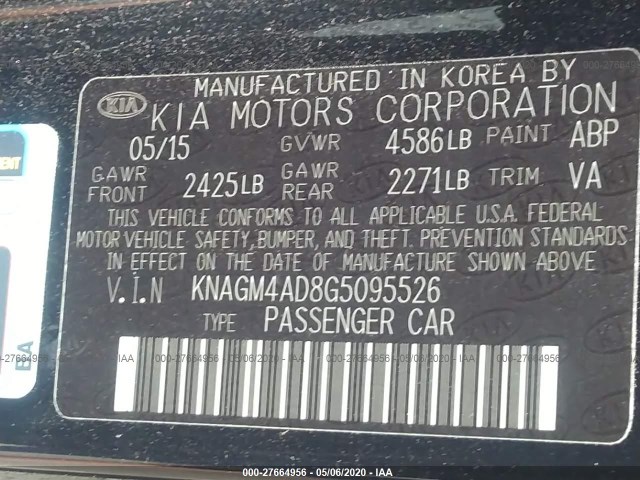 MANUFACTURED IN KOREA BY
KIA KIA MOTORS CORPORATION
05/15 GVWR 4586LB PAINT ABP
GAWR FRONT 2425LB GAWR REAR 2271LB TRIM VA
THIS VEHICLE CONFORMS TO ALL APPLICABLE U.S.A. FEDERAL
MOTOR VEHICLE SAFETY, BUMPER, AND THEFT PREVENTION STANDARDS
IN EFFECT ON THE DATE OF MANUFACTURE SHOWN ABOVE
V.I.N KNAGM4AD8G5095526
TYPE PASSENGER CAR
000-27664956 - 05/06/2020 - IAA